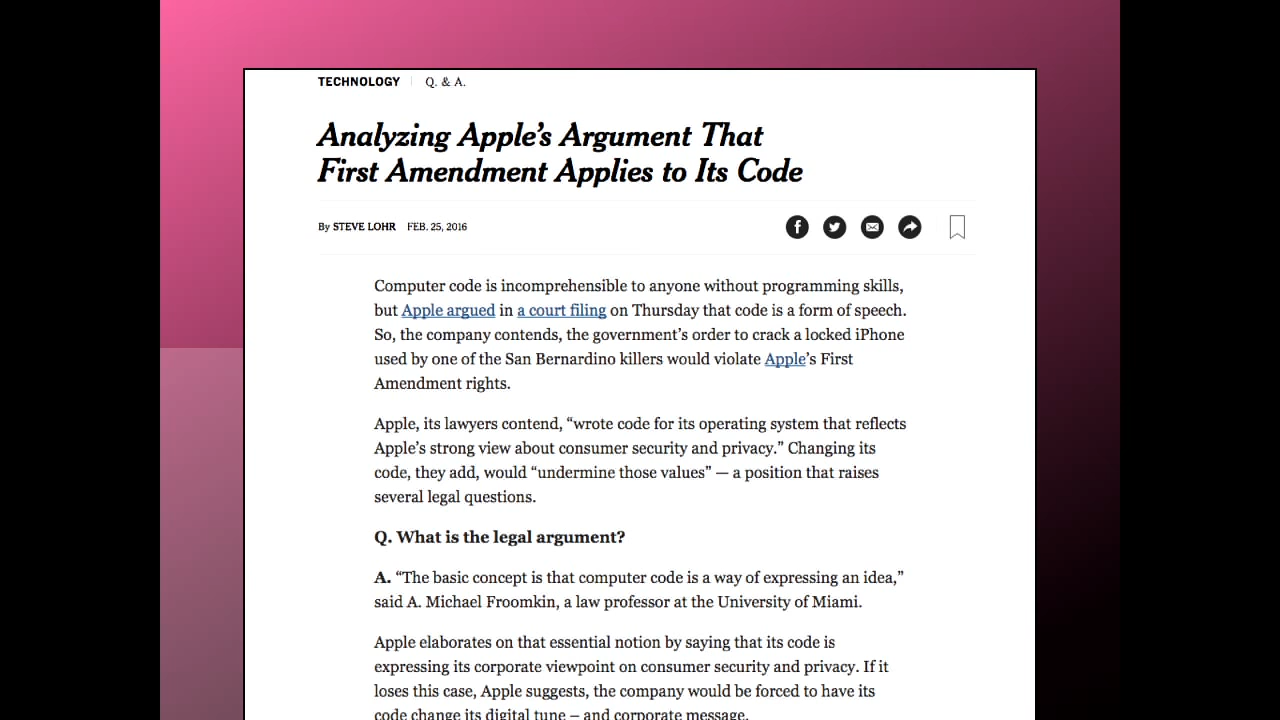 TECHNOLOGY | Q. & A.
Analyzing Apple's Argument That
First Amendment Applies to Its Code
By STEVE LOHR FEB. 25, 2016
Computer code is incomprehensible to anyone without programming skills,
but Apple argued in a court filing on Thursday that code is a form of speech.
So, the company contends, the government's order to crack a locked iPhone
used by one of the San Bernardino killers would violate Apple's First
Amendment rights.
Apple, its lawyers contend, “wrote code for its operating system that reflects
Apple's strong view about consumer security and privacy.” Changing its
code, they add, would “undermine those values” — a position that raises
several legal questions.
Q. What is the legal argument?
A. “The basic concept is that computer code is a way of expressing an idea,”
said A. Michael Froomkin, a law professor at the University of Miami.
Apple elaborates on that essential notion by saying that its code is
expressing its corporate viewpoint on consumer security and privacy. If it
loses this case, Apple suggests, the company would be forced to have its
code change its digital tune – and corporate message.